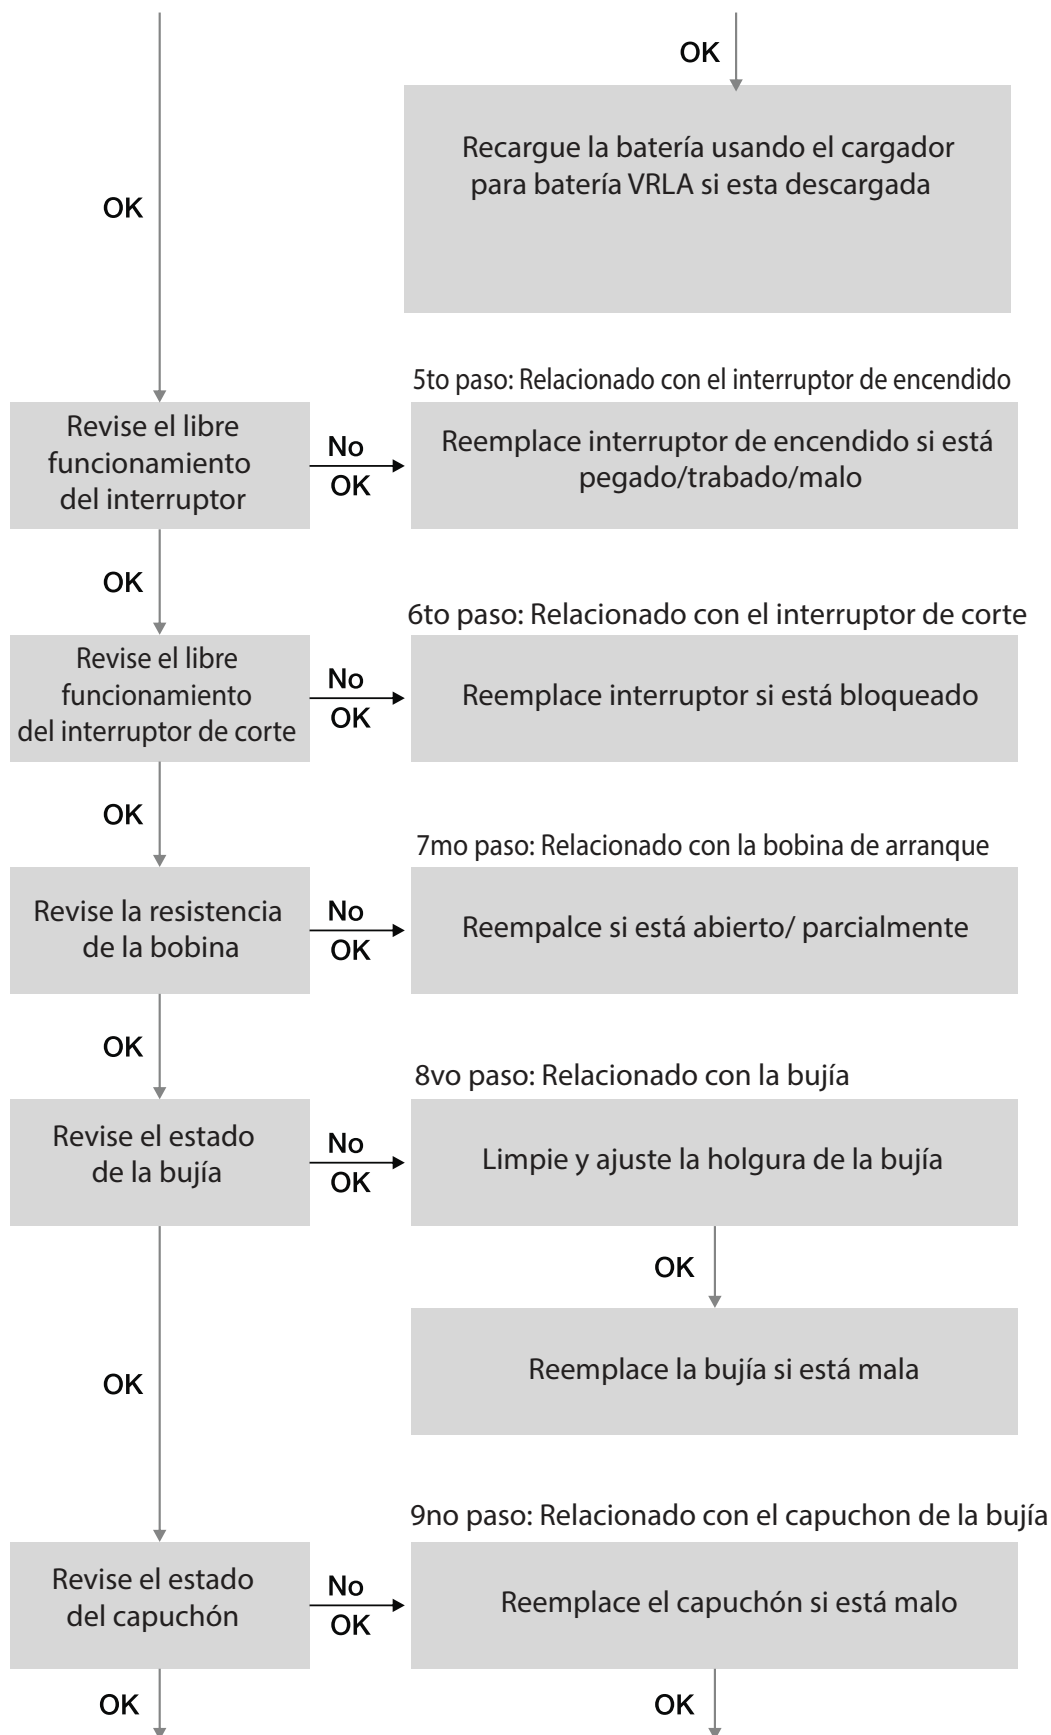 OK
Recargue la batería usando el cargador
para batería VRLA si esta descargada
OK
5to paso: Relacionado con el interruptor de encendido
Revise el libre
funcionamiento
del interruptor
No
OK
Reemplace interruptor de encendido si está
pegado/trabado/malo
OK
6to paso: Relacionado con el interruptor de corte
Revise el libre
funcionamiento
del interruptor de corte
No
OK
Reemplace interruptor si está bloqueado
OK
7mo paso: Relacionado con la bobina de arranque
Revise la resistencia
de la bobina
No
OK
Reempalce si está abierto/ parcialmente
OK
8vo paso: Relacionado con la bujía
Revise el estado
de la bujía
No
OK
Limpie y ajuste la holgura de la bujía
OK
Reemplace la bujía si está mala
OK
9no paso: Relacionado con el capuchon de la bujía
Revise el estado
del capuchón
No
OK
Reemplace el capuchón si está malo
OK
OK